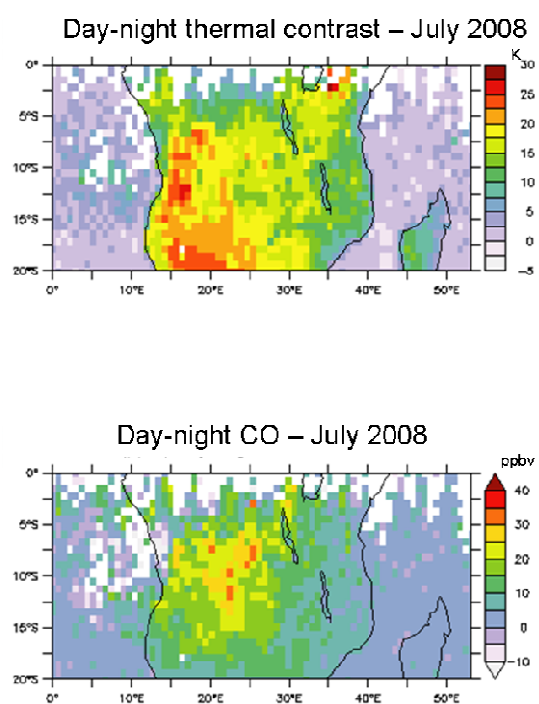 Day-night thermal contrast – July 2008
K
0° 30
25
5°S 20
15
10°S 10
15°S 5
0
20°S -5
0° 10°E 20°E 30°E 40°E 50°E
Day-night CO – July 2008
ppbv
0° 40
5°S 30
10°S 20
10
15°S 0
20°S -10
0° 10°E 20°E 30°E 40°E 50°E